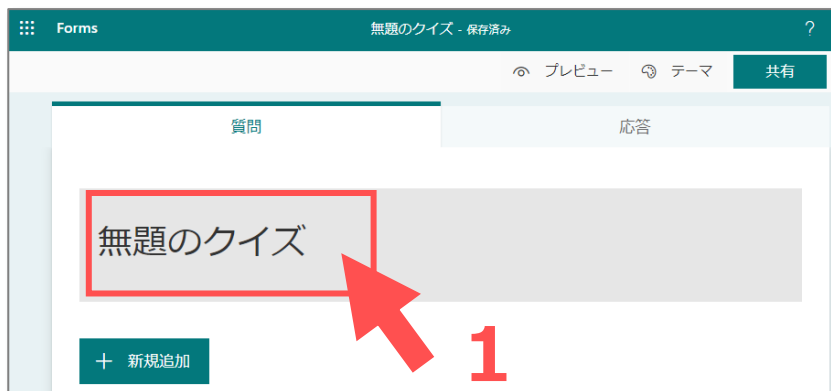 Forms
無題のクイズ - 保存済み
?
プレビュー
テーマ
共有
質問
応答
無題のクイズ
1
+ 新規追加